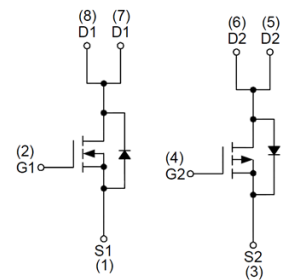 (8) (7)
D1 D1
(6) (5)
D2 D2
(2)
G1
(4)
G2
S1
(1)
S2
(3)